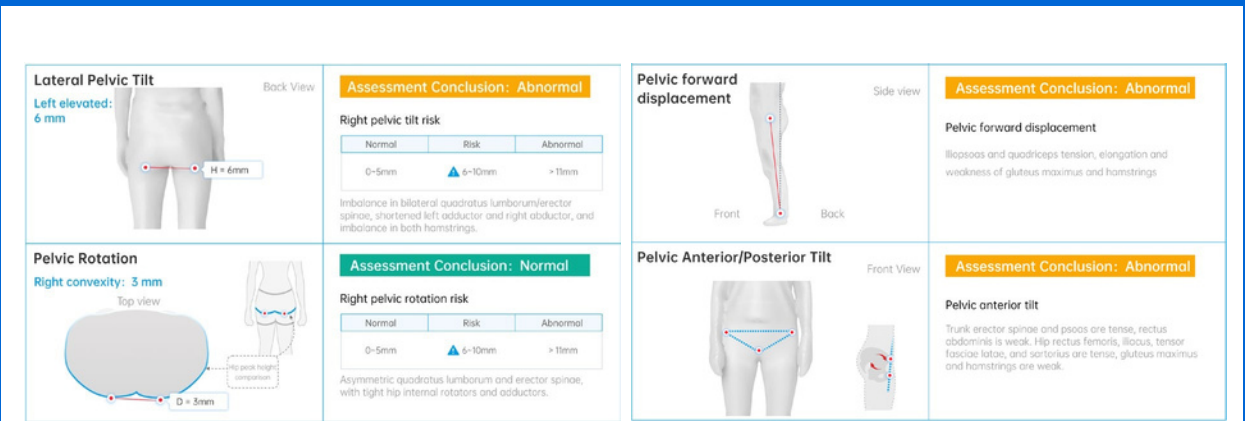 Lateral Pelvic Tilt
Back View
Left elevated:
6 mm
H = 6mm
Assessment Conclusion: Abnormal
Right pelvic tilt risk
Normal Risk Abnormal
0~5mm 6~10mm >11mm
Imbalance in bilateral quadratus lumborum/erector
spinae, shortened left adductor and right abductor, and
imbalance in both hamstrings.
Pelvic forward
displacement
Side view
Front
Back
Assessment Conclusion: Abnormal
Pelvic forward displacement
Iliopsoas and quadriceps tension, elongation and
weakness of gluteus maximus and hamstrings
Pelvic Rotation
Right convexity: 3 mm
Top view
Hip peak height
comparison
D = 3mm
Assessment Conclusion: Normal
Right pelvic rotation risk
Normal Risk Abnormal
0~5mm 6~10mm >11mm
Asymmetric quadratus lumborum and erector spinae,
with tight hip internal rotators and adductors.
Pelvic Anterior/Posterior Tilt
Front View
Assessment Conclusion: Abnormal
Pelvic anterior tilt
Trunk erector spinae and psoas are tense, rectus
abdominis is weak. Hip rectus femoris, iliacus, tensor
fasciae latae, and sartorius are tense, gluteus maximus
and hamstrings are weak.